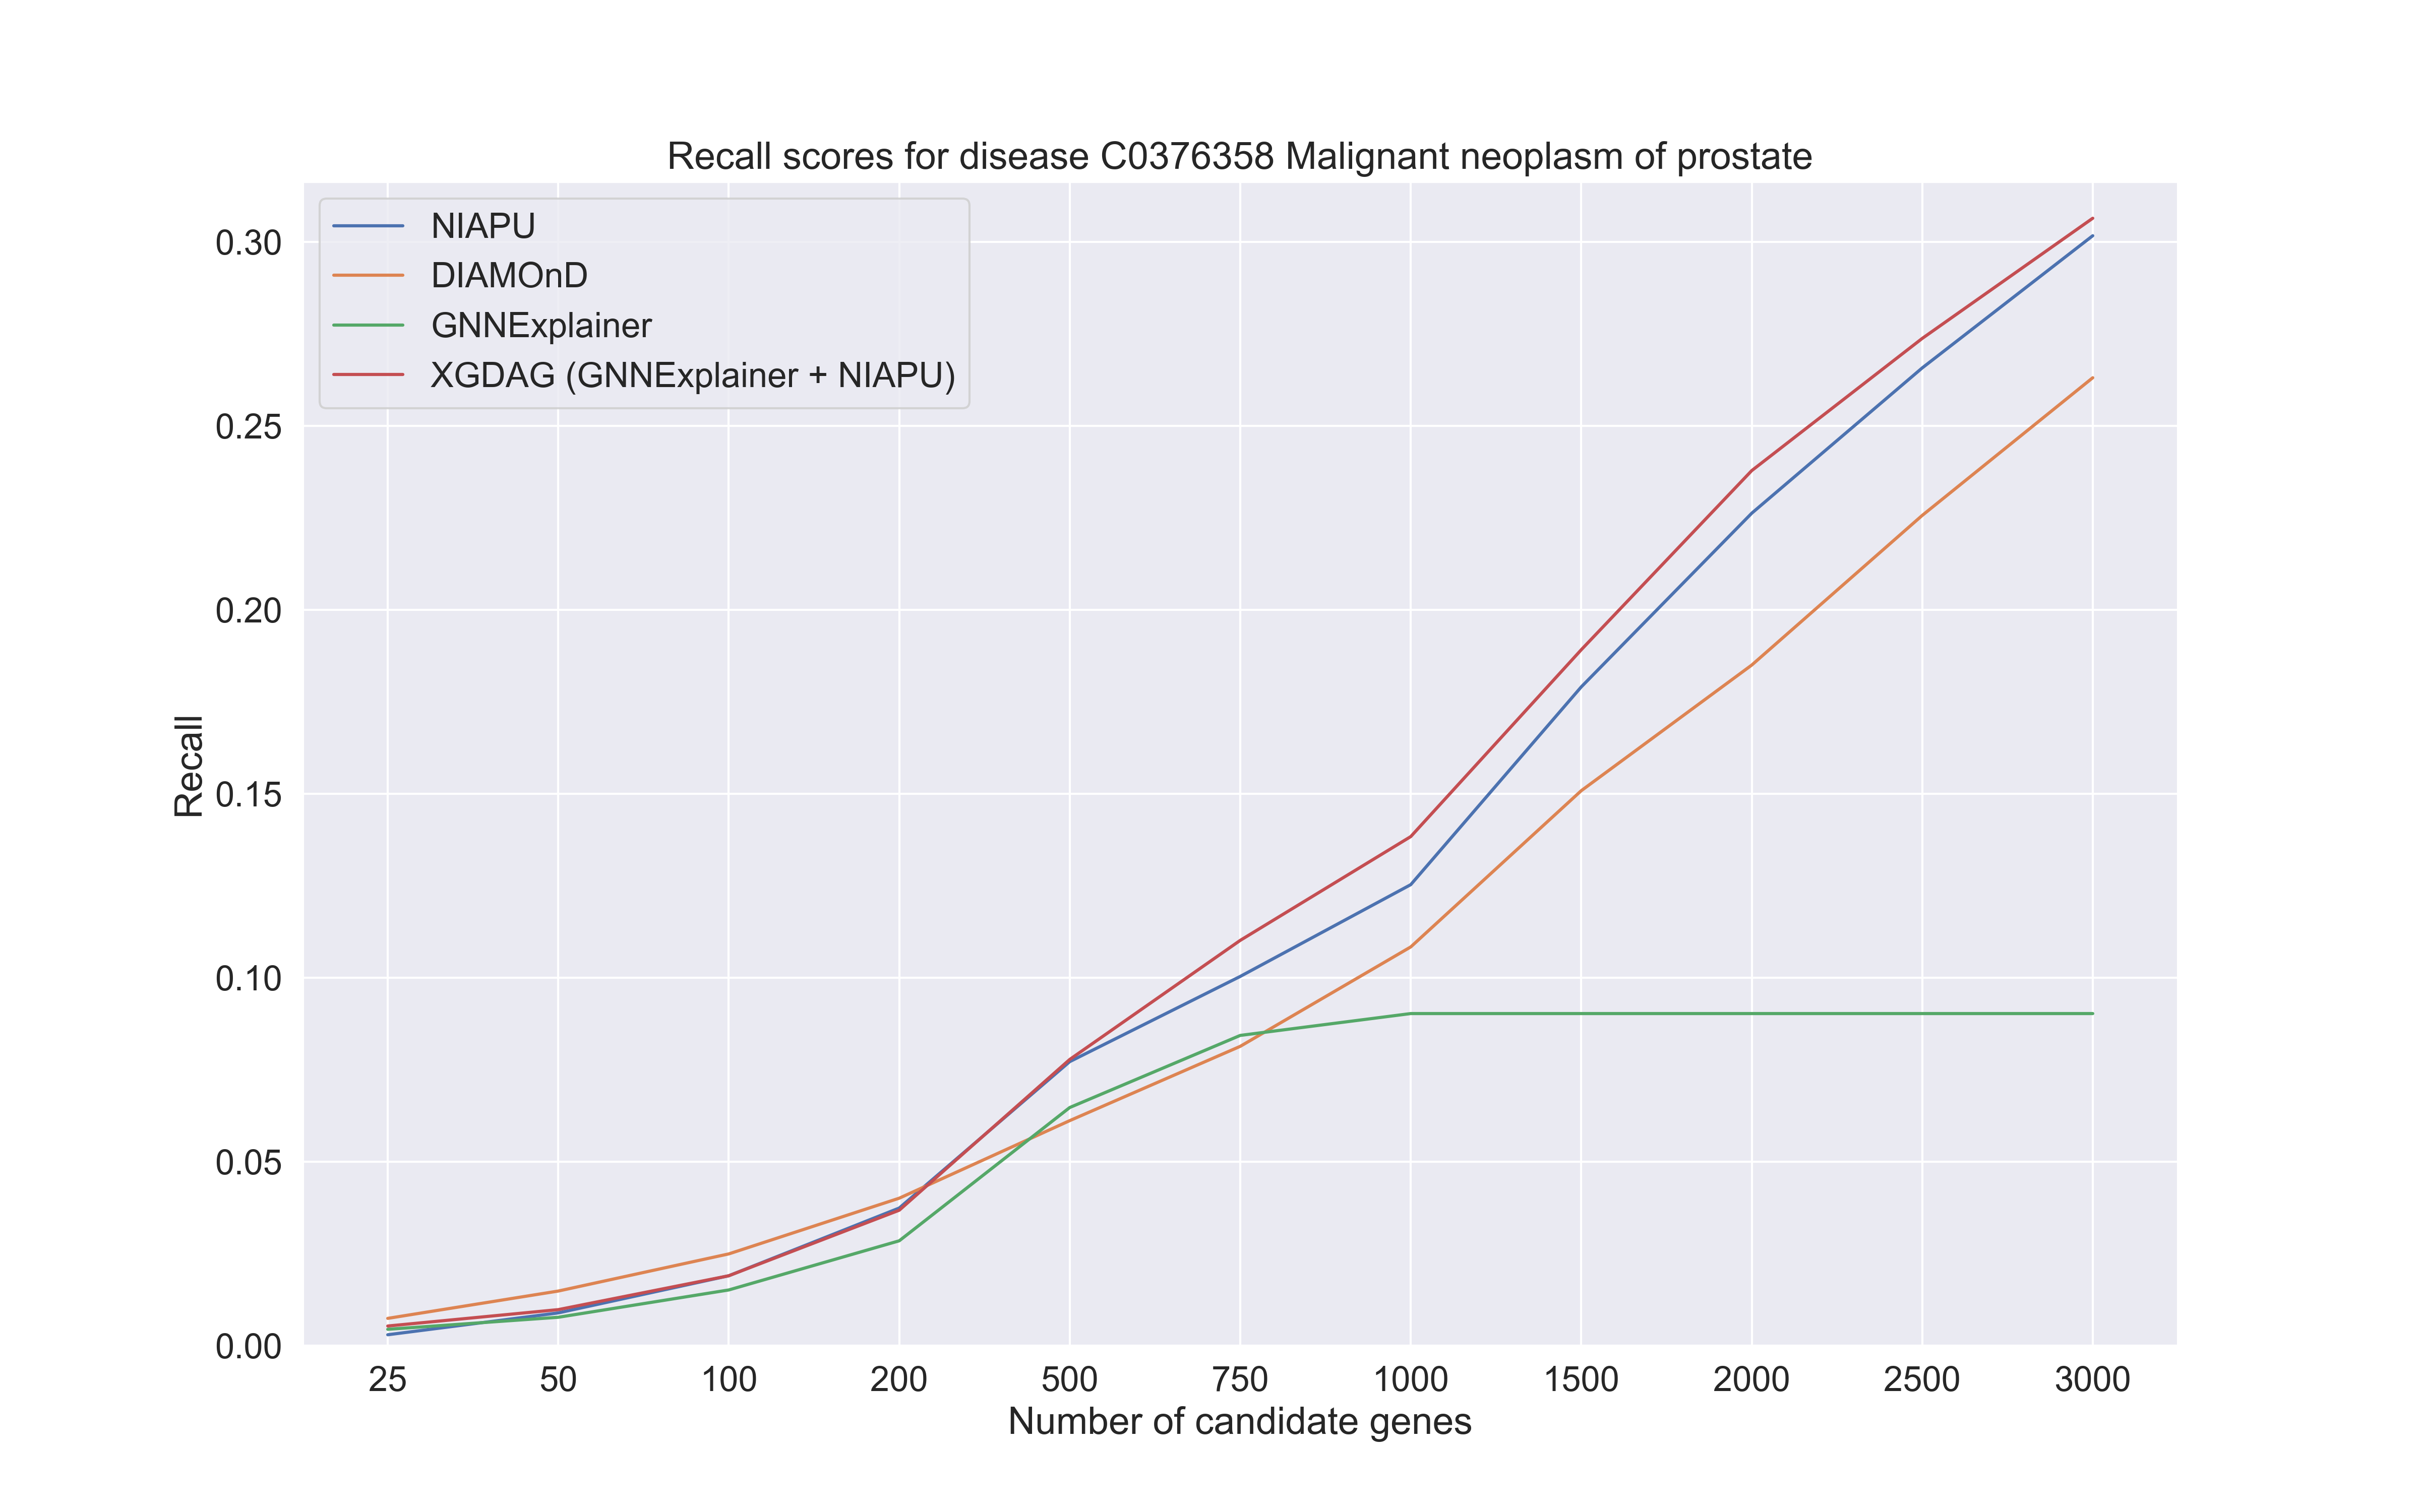 Recall scores for disease C0376358 Malignant neoplasm of prostate
NIAPU
DIAMOnD
GNNExplainer
XGDAG (GNNExplainer + NIAPU)
0.30
0.25
0.20
0.15
0.10
0.05
0.00
Recall
25 50 100 200 500 750 1000 1500 2000 2500 3000
Number of candidate genes